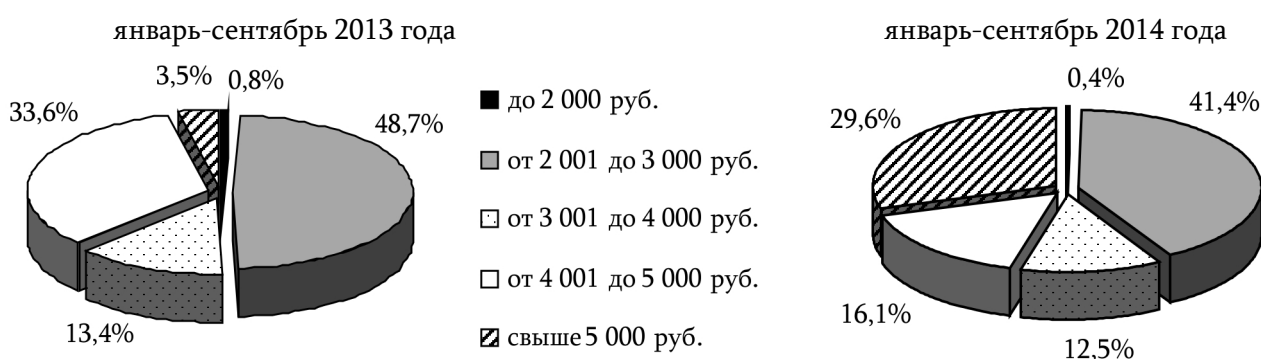 январь-сентябрь 2013 года
3,5%
0,8%
33,6%
48,7%
13,4%
до 2 000 руб.
от 2 001 до 3 000 руб.
от 3 001 до 4 000 руб.
от 4 001 до 5 000 руб.
свыше 5 000 руб.
январь-сентябрь 2014 года
0,4%
41,4%
29,6%
16,1%
12,5%